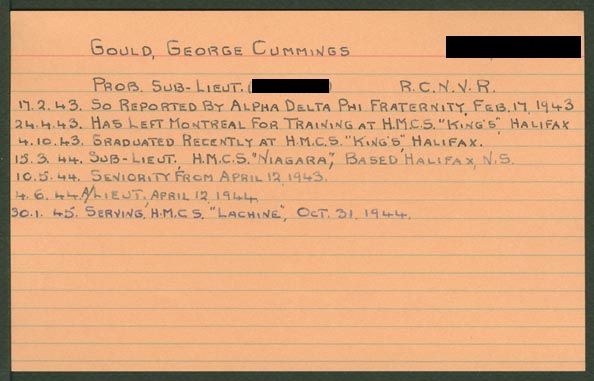 GOULD, GEORGE CUMMINGS
PROB. SUB-LIEUT. ( ) R.C.N.V.R.
17.2.43. SO REPORTED BY ALPHA DELTA PHI FRATERNITY, FEB. 17, 1943
24.4.43. HAS LEFT MONTREAL FOR TRAINING AT H.M.C.S. "KING'S" HALIFAX
4.10.43. GRADUATED RECENTLY AT H.M.C.S. "KING'S", HALIFAX.
15.3.44. SUB-LIEUT. H.M.C.S. "NIAGARA", BASED HALIFAX, N.S.
10.5.44. SENIORITY FROM APRIL 12, 1943.
4.6.44. A/LIEUT. APRIL 12, 1944.
30.1.45. SERVING, H.M.C.S. "LACHINE", OCT. 31, 1944.